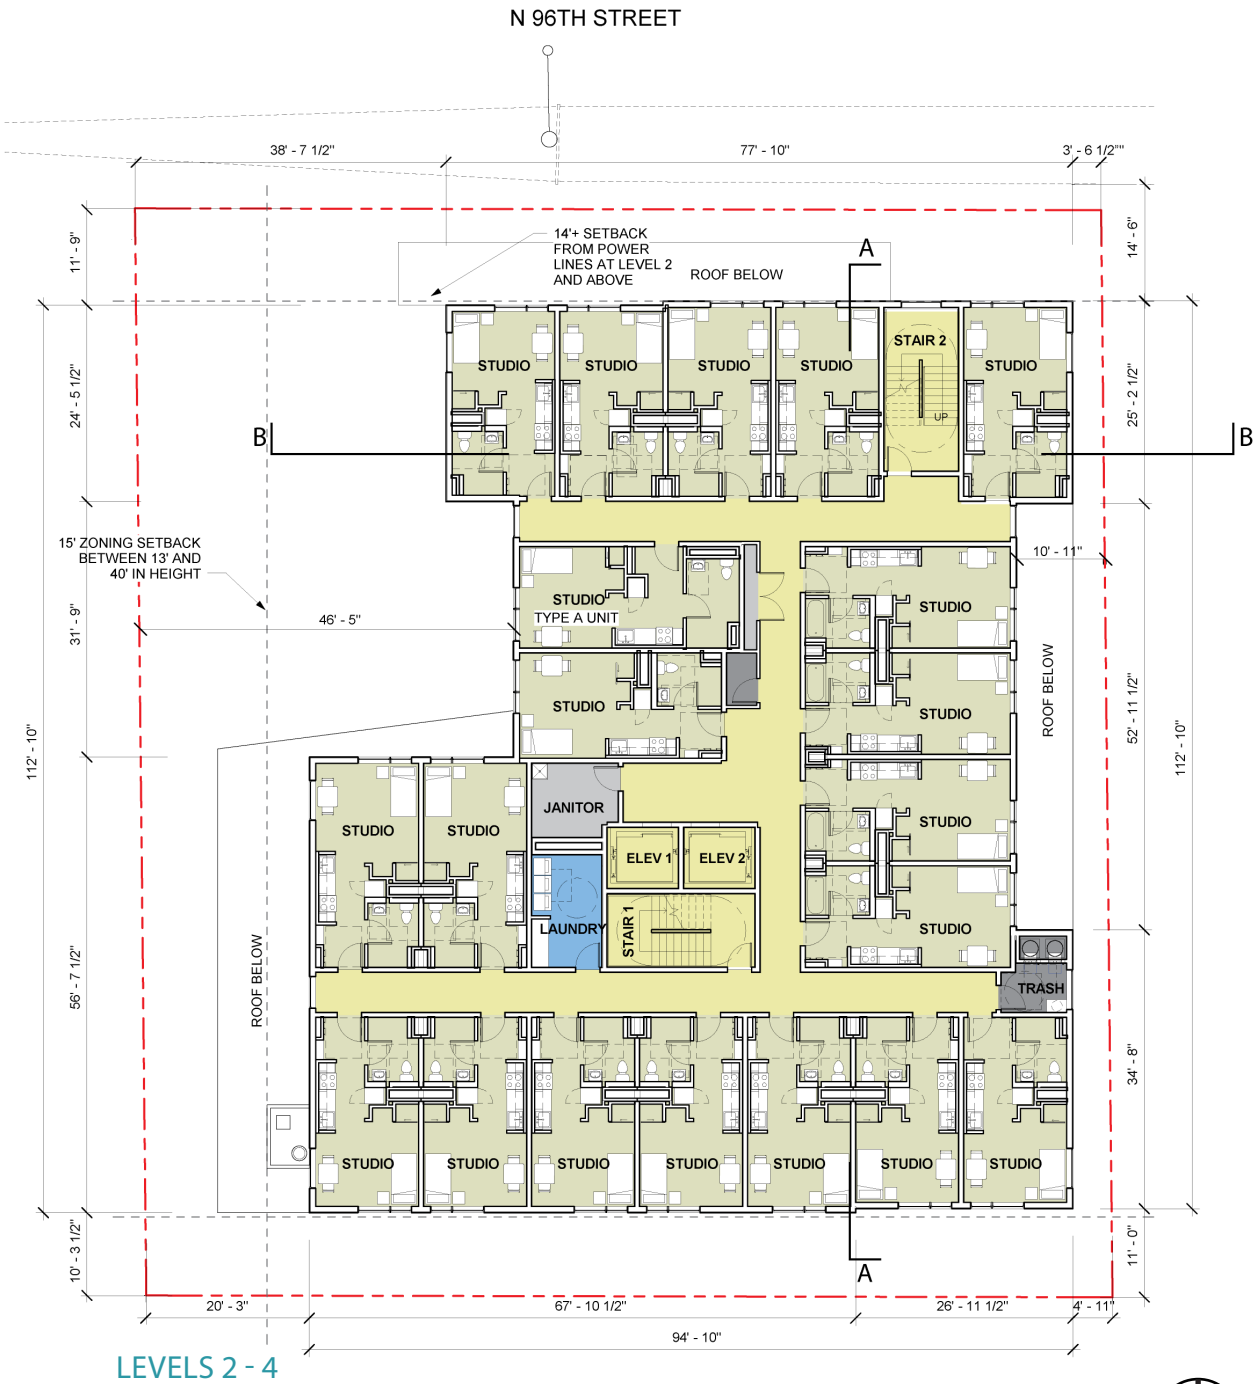 N 96TH STREET
38' - 7 1/2"
77' - 10"
3' - 6 1/2""
11' - 9"
14' - 6"
14'+ SETBACK
FROM POWER
LINES AT LEVEL 2
AND ABOVE
ROOF BELOW
A
STAIR 2
UP
STUDIO
STUDIO
STUDIO
STUDIO
STUDIO
24' - 5 1/2"
25' - 2 1/2"
B
B
15' ZONING SETBACK
BETWEEN 13' AND
40' IN HEIGHT
10' - 11"
31' - 9"
46' - 5"
STUDIO
TYPE A UNIT
STUDIO
STUDIO
STUDIO
ROOF BELOW
52' - 11 1/2"
112' - 10"
112' - 10"
JANITOR
STUDIO
STUDIO
STUDIO
ELEV 1
ELEV 2
LAUNDRY
STAIR 1
STUDIO
ROOF BELOW
56' - 7 1/2"
TRASH
34' - 8"
STUDIO
STUDIO
STUDIO
STUDIO
STUDIO
STUDIO
STUDIO
10' - 3 1/2"
11' - 0"
A
20' - 3"
67' - 10 1/2"
26' - 11 1/2"
4' - 11"
94' - 10"
LEVELS 2 - 4